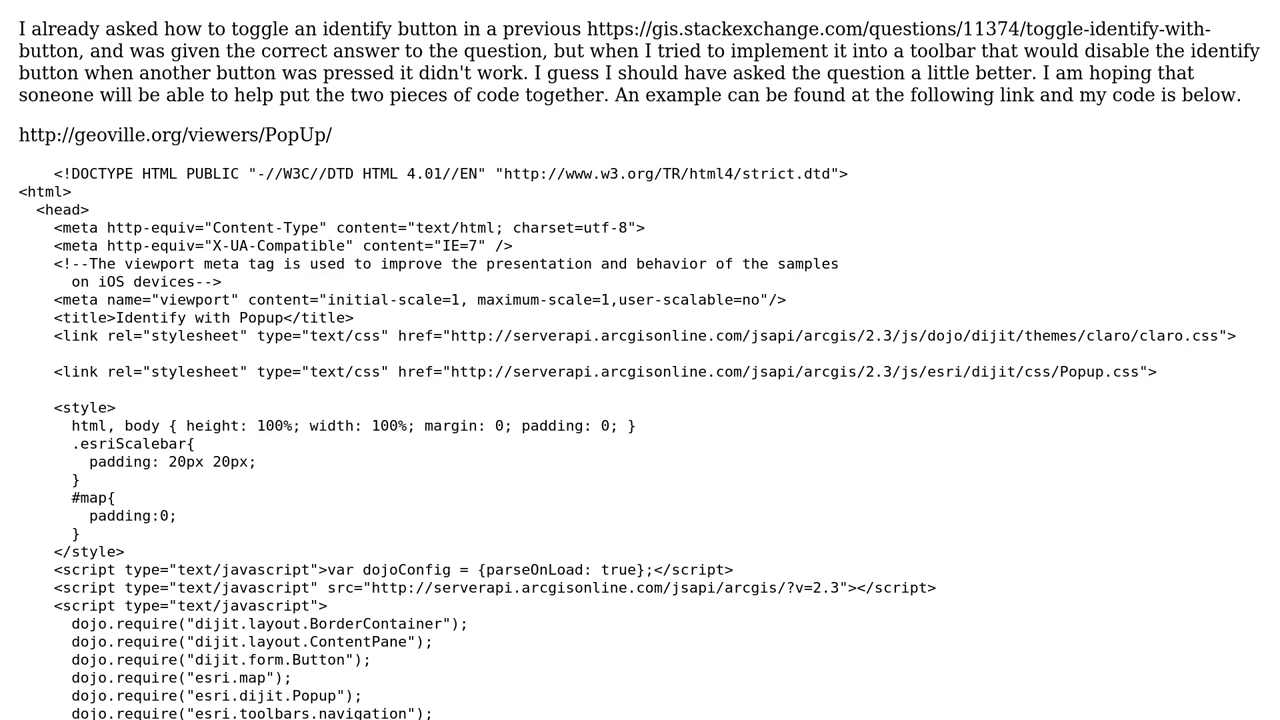 I already asked how to toggle an identify button in a previous https://gis.stackexchange.com/questions/11374/toggle-identify-with-
button, and was given the correct answer to the question, but when I tried to implement it into a toolbar that would disable the identify
button when another button was pressed it didn't work. I guess I should have asked the question a little better. I am hoping that
soneone will be able to help put the two pieces of code together. An example can be found at the following link and my code is below.
http://geoville.org/viewers/PopUp/
<!DOCTYPE HTML PUBLIC "-//W3C//DTD HTML 4.01//EN" "http://www.w3.org/TR/html4/strict.dtd">
<html>
<head>
<meta http-equiv="Content-Type" content="text/html; charset=utf-8">
<meta http-equiv="X-UA-Compatible" content="IE=7" />
<!--The viewport meta tag is used to improve the presentation and behavior of the samples
on iOS devices-->
<meta name="viewport" content="initial-scale=1, maximum-scale=1,user-scalable=no"/>
<title>Identify with Popup</title>
<link rel="stylesheet" type="text/css" href="http://serverapi.arcgisonline.com/jsapi/arcgis/2.3/js/dojo/dijit/themes/claro/claro.css">
<link rel="stylesheet" type="text/css" href="http://serverapi.arcgisonline.com/jsapi/arcgis/2.3/js/esri/dijit/css/Popup.css">
<style>
html, body { height: 100%; width: 100%; margin: 0; padding: 0; }
.esriScalebar{
padding: 20px 20px;
}
#map{
padding:0;
}
</style>
<script type="text/javascript">var dojoConfig = {parseOnLoad: true};</script>
<script type="text/javascript" src="http://serverapi.arcgisonline.com/jsapi/arcgis/?v=2.3"></script>
<script type="text/javascript">
dojo.require("dijit.layout.BorderContainer");
dojo.require("dijit.layout.ContentPane");
dojo.require("dijit.form.Button");
dojo.require("esri.map");
dojo.require("esri.dijit.Popup");
dojo.require("esri.toolbars.navigation");